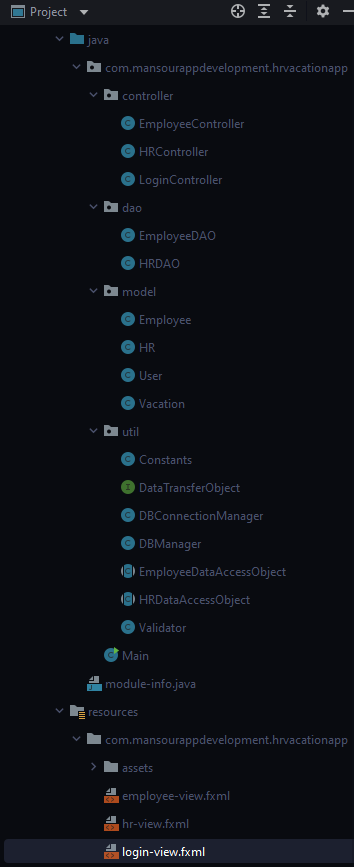 Project
java
com.mansourappdevelopment.hrvacationapp
controller
EmployeeController
HRController
LoginController
dao
EmployeeDAO
HRDAO
model
Employee
HR
User
Vacation
util
Constants
DataTransferObject
DBConnectionManager
DBManager
EmployeeDataAccessObject
HRDataAccessObject
Validator
Main
module-info.java
resources
com.mansourappdevelopment.hrvacationapp
assets
employee-view.fxml
hr-view.fxml
login-view.fxml